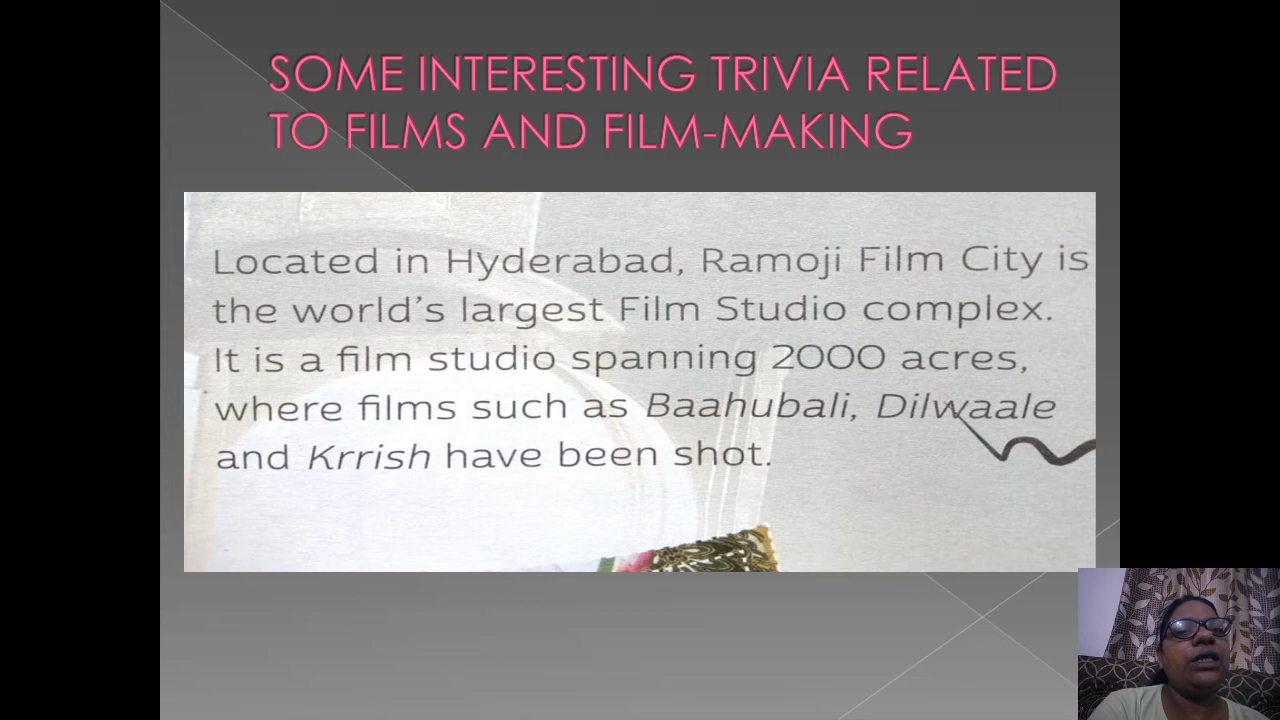 SOME INTERESTING TRIVIA RELATED
TO FILMS AND FILM-MAKING
Located in Hyderabad, Ramoji Film City is
the world's largest Film Studio complex.
It is a film studio spanning 2000 acres,
where films such as Baahubali, Dilwaale
and Krrish have been shot.